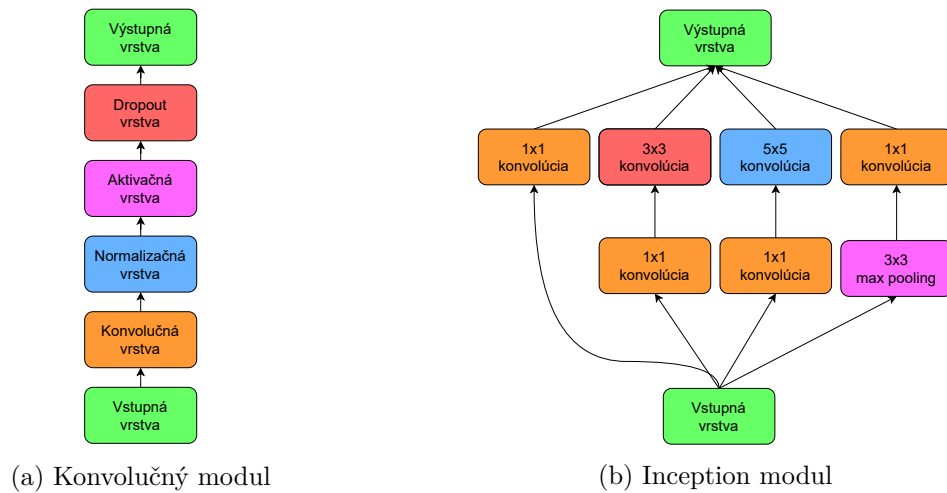 Výstupná
vrstva
Dropout
vrstva
Aktivačná
vrstva
Normalizačná
vrstva
Konvolučná
vrstva
Vstupná
vrstva
(a) Konvolučný modul
Výstupná
vrstva
1x1
konvolúcia
3x3
konvolúcia
5x5
konvolúcia
1x1
konvolúcia
1x1
konvolúcia
1x1
konvolúcia
3x3
max pooling
Vstupná
vrstva
(b) Inception modul